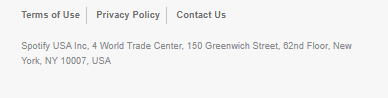 Terms of Use | Privacy Policy | Contact Us
Spotify USA Inc, 4 World Trade Center, 150 Greenwich Street, 62nd Floor, New
York, NY 10007, USA